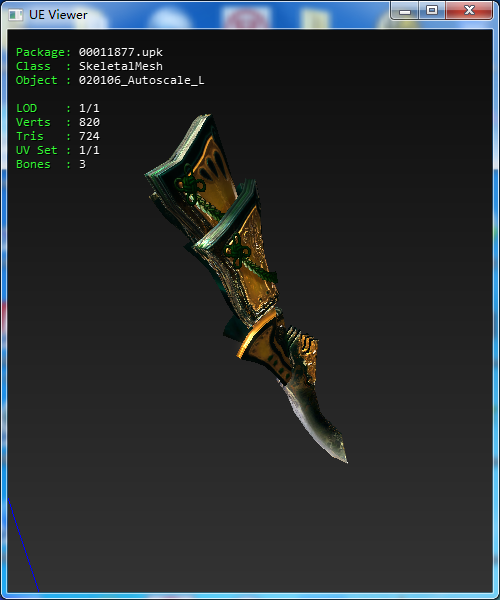 UE Viewer
Package: 00011877.upk
Class : SkeletalMesh
Object : 020106_Autoscale_L
LOD : 1/1
Verts : 820
Tris : 724
UV Set : 1/1
Bones : 3